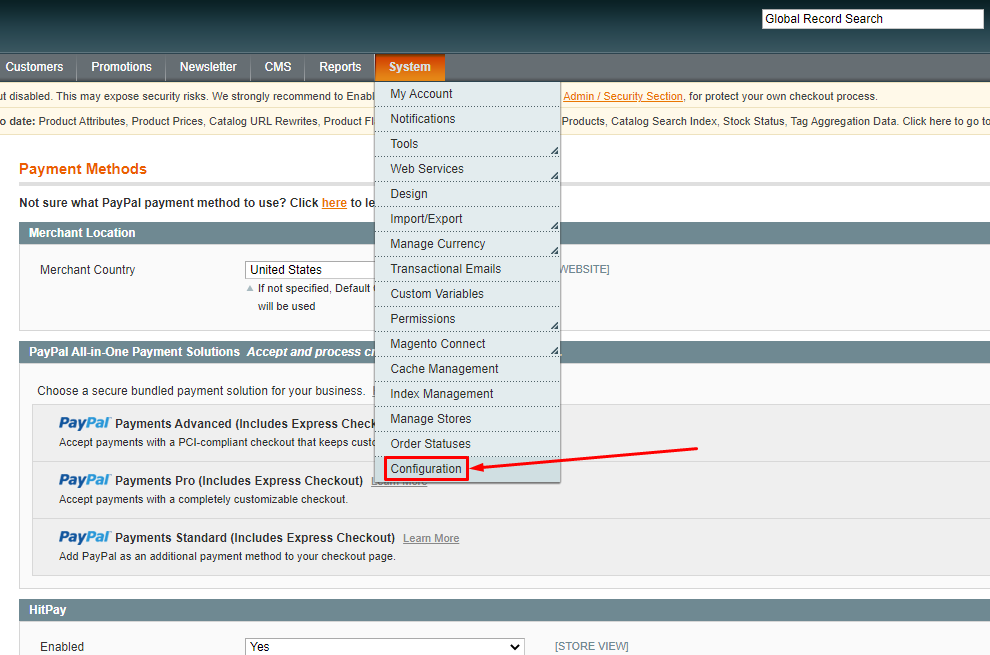 Global Record Search
Customers Promotions Newsletter CMS Reports System
ut disabled. This may expose security risks. We strongly recommend to Enabl Admin / Security Section, for protect your own checkout process.
o date: Product Attributes, Product Prices, Catalog URL Rewrites, Product Fl Products, Catalog Search Index, Stock Status, Tag Aggregation Data. Click here to go to
My Account
Notifications
Tools
Web Services
Design
Import/Export
Manage Currency
Transactional Emails
Custom Variables
Permissions
Magento Connect
Cache Management
Index Management
Manage Stores
Order Statuses
Configuration
Payment Methods
Not sure what PayPal payment method to use? Click here to le
Merchant Location
Merchant Country United States WEBSITE]
If not specified, Default
will be used
PayPal All-in-One Payment Solutions Accept and process cr
Choose a secure bundled payment solution for your business.
PayPal Payments Advanced (Includes Express Check
Accept payments with a PCI-compliant checkout that keeps custo
PayPal Payments Pro (Includes Express Checkout) Learn More
Accept payments with a completely customizable checkout.
PayPal Payments Standard (Includes Express Checkout) Learn More
Add PayPal as an additional payment method to your checkout page.
HitPay
Enabled Yes [STORE VIEW]